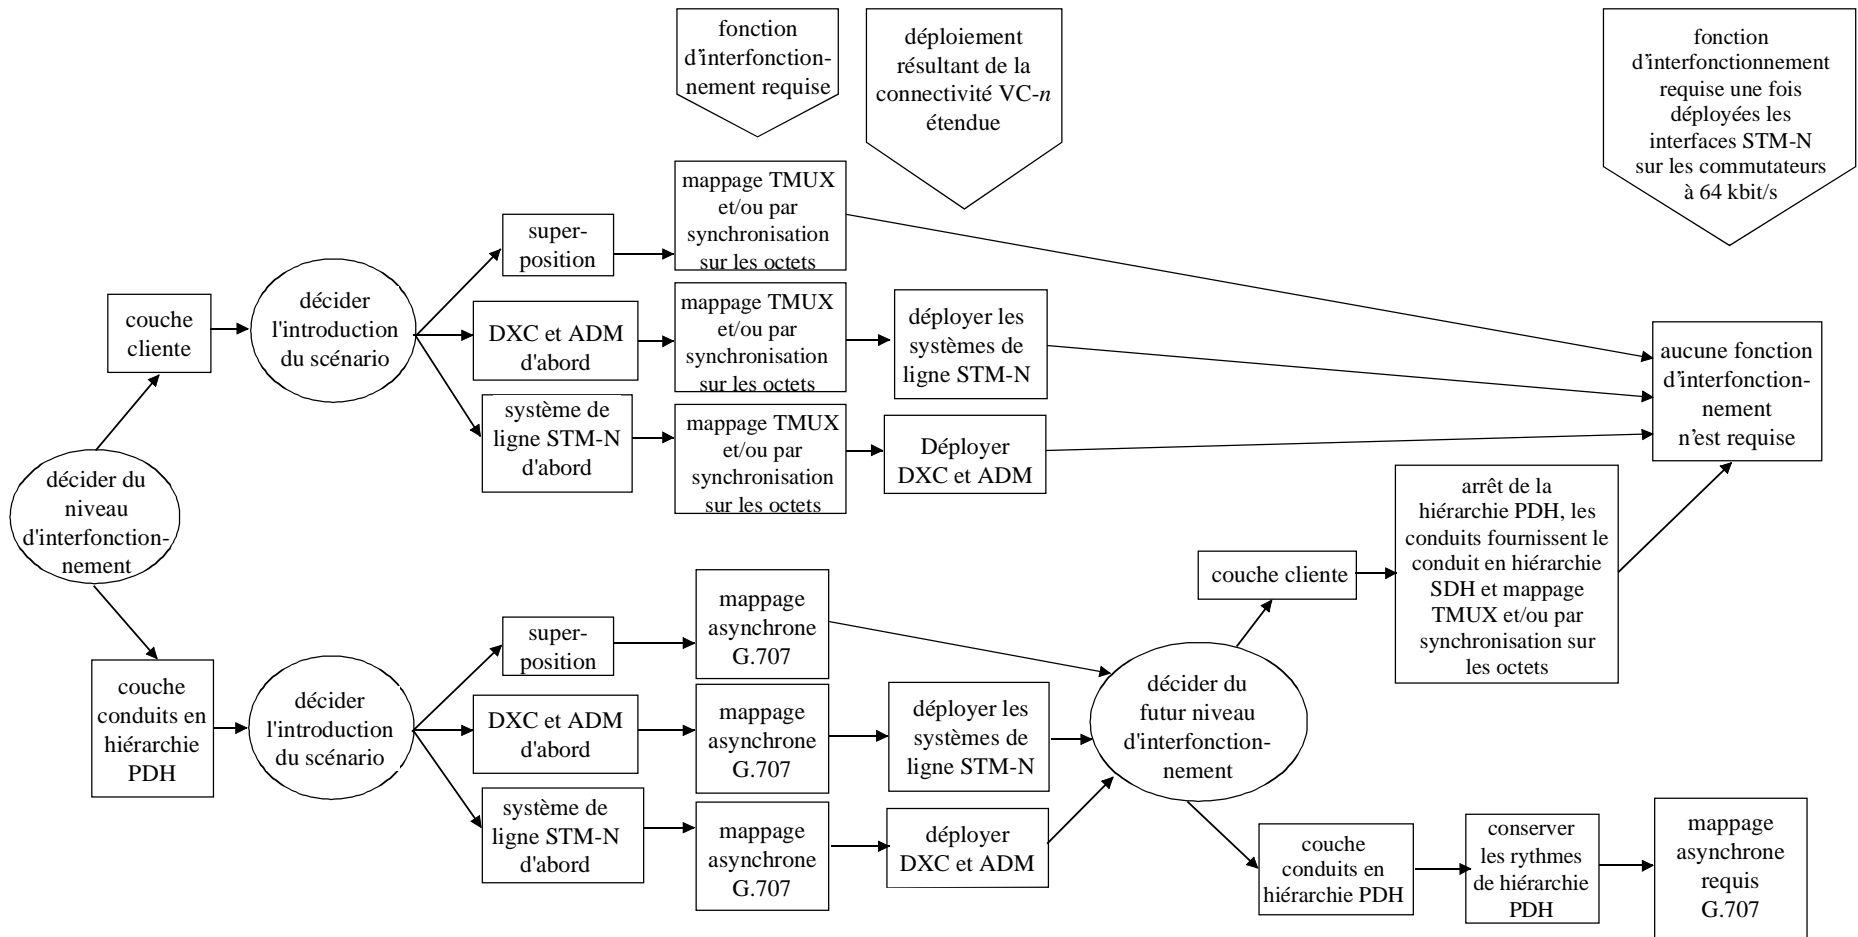 fonction
d'interfonction-
nement requise
déploiement
résultant de la
connectivité VC-n
étendue
fonction
d'interfonctionnement
requise une fois
déployées les
interfaces STM-N
sur les commutateurs
à 64 kbit/s
couche
cliente
décider
l'introduction
du scénario
super-
position
mappage TMUX
et/ou par
synchronisation
sur les octets
DXC et ADM
d'abord
mappage TMUX
et/ou par
synchronisation
sur les octets
déployer les
systèmes de
ligne STM-N
système de
ligne STM-N
d'abord
mappage TMUX
et/ou par
synchronisation
sur les octets
Déployer
DXC et ADM
aucune fonction
d'interfonction-
nement
n'est requise
décider du
niveau
d'interfonction-
nement
couche
conduits en
hiérarchie
PDH
décider
l'introduction
du scénario
super-
position
mappage
asynchrone
G.707
DXC et ADM
d'abord
mappage
asynchrone
G.707
déployer les
systèmes de
ligne STM-N
système de
ligne STM-N
d'abord
mappage
asynchrone
G.707
déployer
DXC et ADM
décider du
futur niveau
d'interfonction-
nement
couche cliente
arrêt de la
hiérarchie PDH, les
conduits fournissent le
conduit en hiérarchie
SDH et mappage
TMUX et/ou par
synchronisation sur
les octets
couche
conduits en
hiérarchie PDH
conserver
les rythmes
de hiérarchie
PDH
mappage
asynchrone
requis
G.707